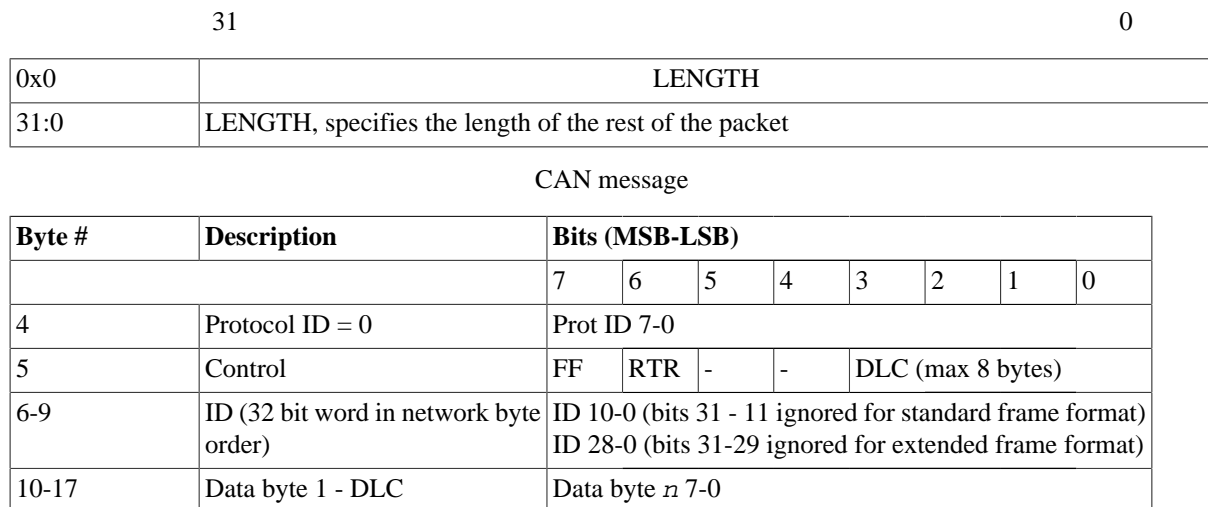 31 0
0x0 LENGTH
31:0 LENGTH, specifies the length of the rest of the packet
CAN message
Byte # Description Bits (MSB-LSB)
7 6 5 4 3 2 1 0
4 Protocol ID = 0 Prot ID 7-0
5 Control FF RTR - - DLC (max 8 bytes)
6-9 ID (32 bit word in network byte ID 10-0 (bits 31 - 11 ignored for standard frame format)
order) ID 28-0 (bits 31-29 ignored for extended frame format)
10-17 Data byte 1 - DLC Data byte n 7-0